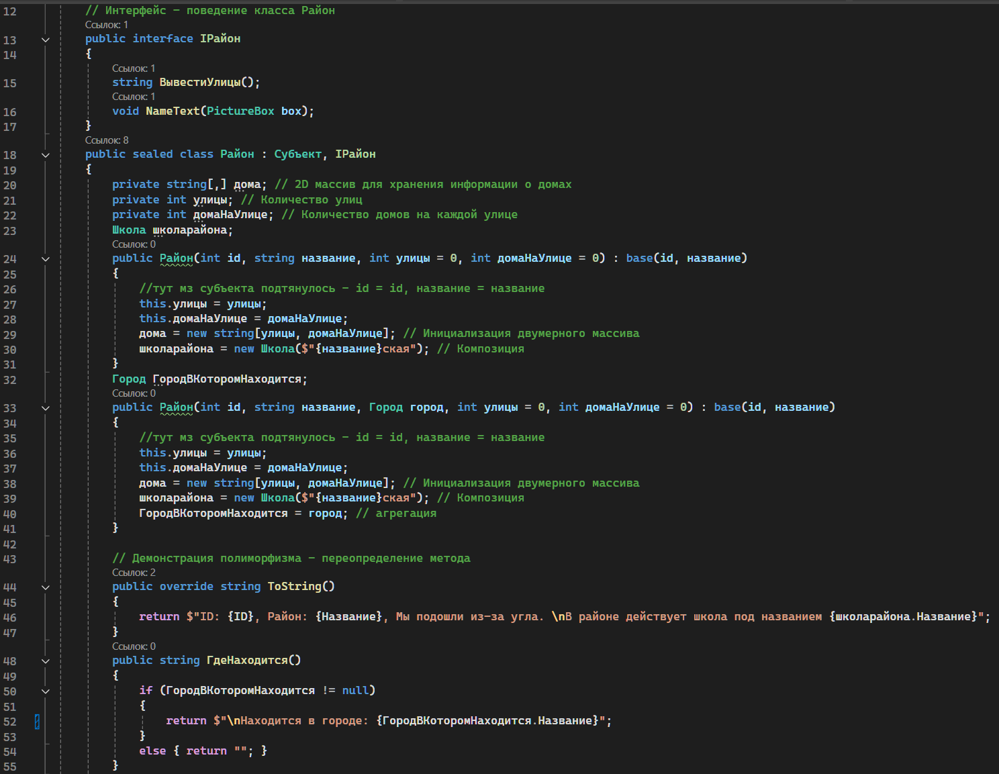 12 // Интерфейс - поведение класса Район
Ссылок: 1
13 public interface IРайон
14 {
Ссылок: 1
15 string ВывестиУлицы();
Ссылок: 1
16 void NameText(PictureBox box);
17 }
Ссылок: 8
18 public sealed class Район : Субъект, IРайон
19 {
20 private string[,] дома; // 2D массив для хранения информации о домах
21 private int улицы; // Количество улиц
22 private int домаНаУлице; // Количество домов на каждой улице
23 Школа школарайона;
Ссылок: 0
24 public Район(int id, string название, int улицы = 0, int домаНаУлице = 0) : base(id, название)
25 {
26 //тут мз субъекта подтянулось - id = id, название = название
27 this.улицы = улицы;
28 this.домаНаУлице = домаНаУлице;
29 дома = new string[улицы, домаНаУлице]; // Инициализация двумерного массива
30 школарайона = new Школа($"{название}ская"); // Композиция
31 }
32 Город ГородВКоторомНаходится;
Ссылок: 0
33 public Район(int id, string название, Город город, int улицы = 0, int домаНаУлице = 0) : base(id, название)
34 {
35 //тут мз субъекта подтянулось - id = id, название = название
36 this.улицы = улицы;
37 this.домаНаУлице = домаНаУлице;
38 дома = new string[улицы, домаНаУлице]; // Инициализация двумерного массива
39 школарайона = new Школа($"{название}ская"); // Композиция
40 ГородВКоторомНаходится = город; // агрегация
41 }
42
43 // Демонстрация полиморфизма - переопределение метода
Ссылок: 2
44 public override string ToString()
45 {
46 return $"ID: {ID}, Район: {Название}, Мы подошли из-за угла. \nВ районе действует школа под названием {школарайона.Название}";
47 }
Ссылок: 0
48 public string ГдеНаходится()
49 {
50 if (ГородВКоторомНаходится != null)
51 {
52 return $"\nНаходится в городе: {ГородВКоторомНаходится.Название}";
53 }
54 else { return ""; }
55 }